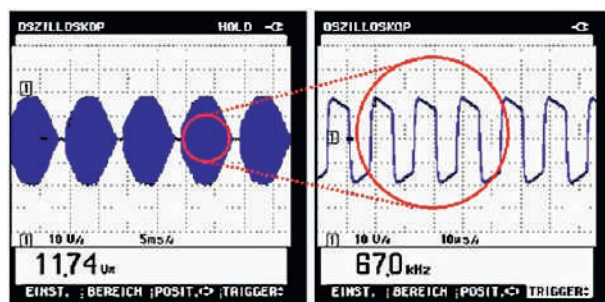 OSZILLOSKOP HOLD
1
1 10 V/: 5ms/:
11,74 V≂
EINST. BEREICH POSIT. TRIGGER
OSZILLOSKOP
1
1 10 V/: 10µs/:
67,0 kHz
EINST. BEREICH POSIT. TRIGGER